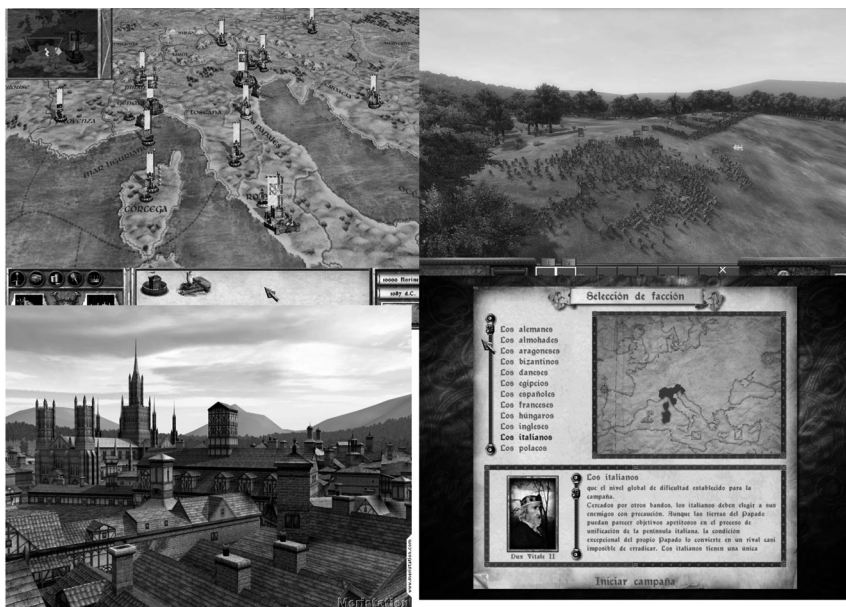 TOSCANA
CORCEGA
10000 florins
1087 d.C.
Selección de facción
Los alemanes
Los almohades
Los aragoneses
Los bizantinos
Los daneses
Los egipcios
Los españoles
Los franceses
Los húngaros
Los ingleses
Los italianos
Los polacos
Los italianos
que el nivel global de dificultad establecido para la
campaña.
Cercados por otros bandos, los italianos deben elegir a sus
enemigos con precaución. Aunque las tierras del Papado
puedan parecer objetivos apetitosos en el proceso de
unificación de la península italiana, la condición
excepcional del propio Papado lo convierte en un rival casi
imposible de erradicar. Los italianos tienen una única
Dux Vitale II
Iniciar campaña
www.meristation.com
Meristation